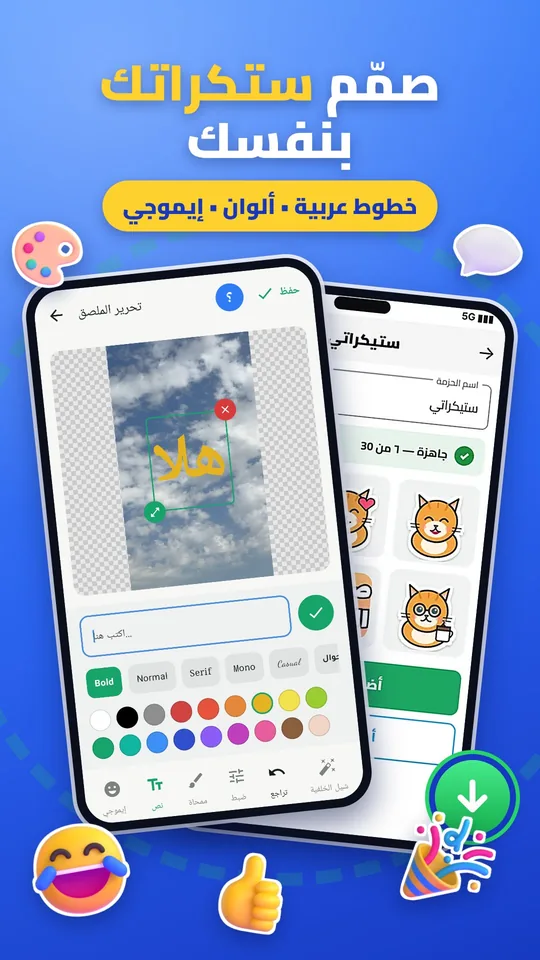 صمّم ستكراتك
بنفسك
خطوط عربية • ألوان • إيموجي
تحرير الملصق
؟
حفظ
هلا
اكتب هنا...
Bold
Normal
Serif
Mono
Casual
جوال
إيموجي
نص
ممحاة
ضبط
تراجع
شيل الخلفية
5G
ستيكراتي
اسم الحزمة
ستيكراتي
جاهزة — ٦ من 30